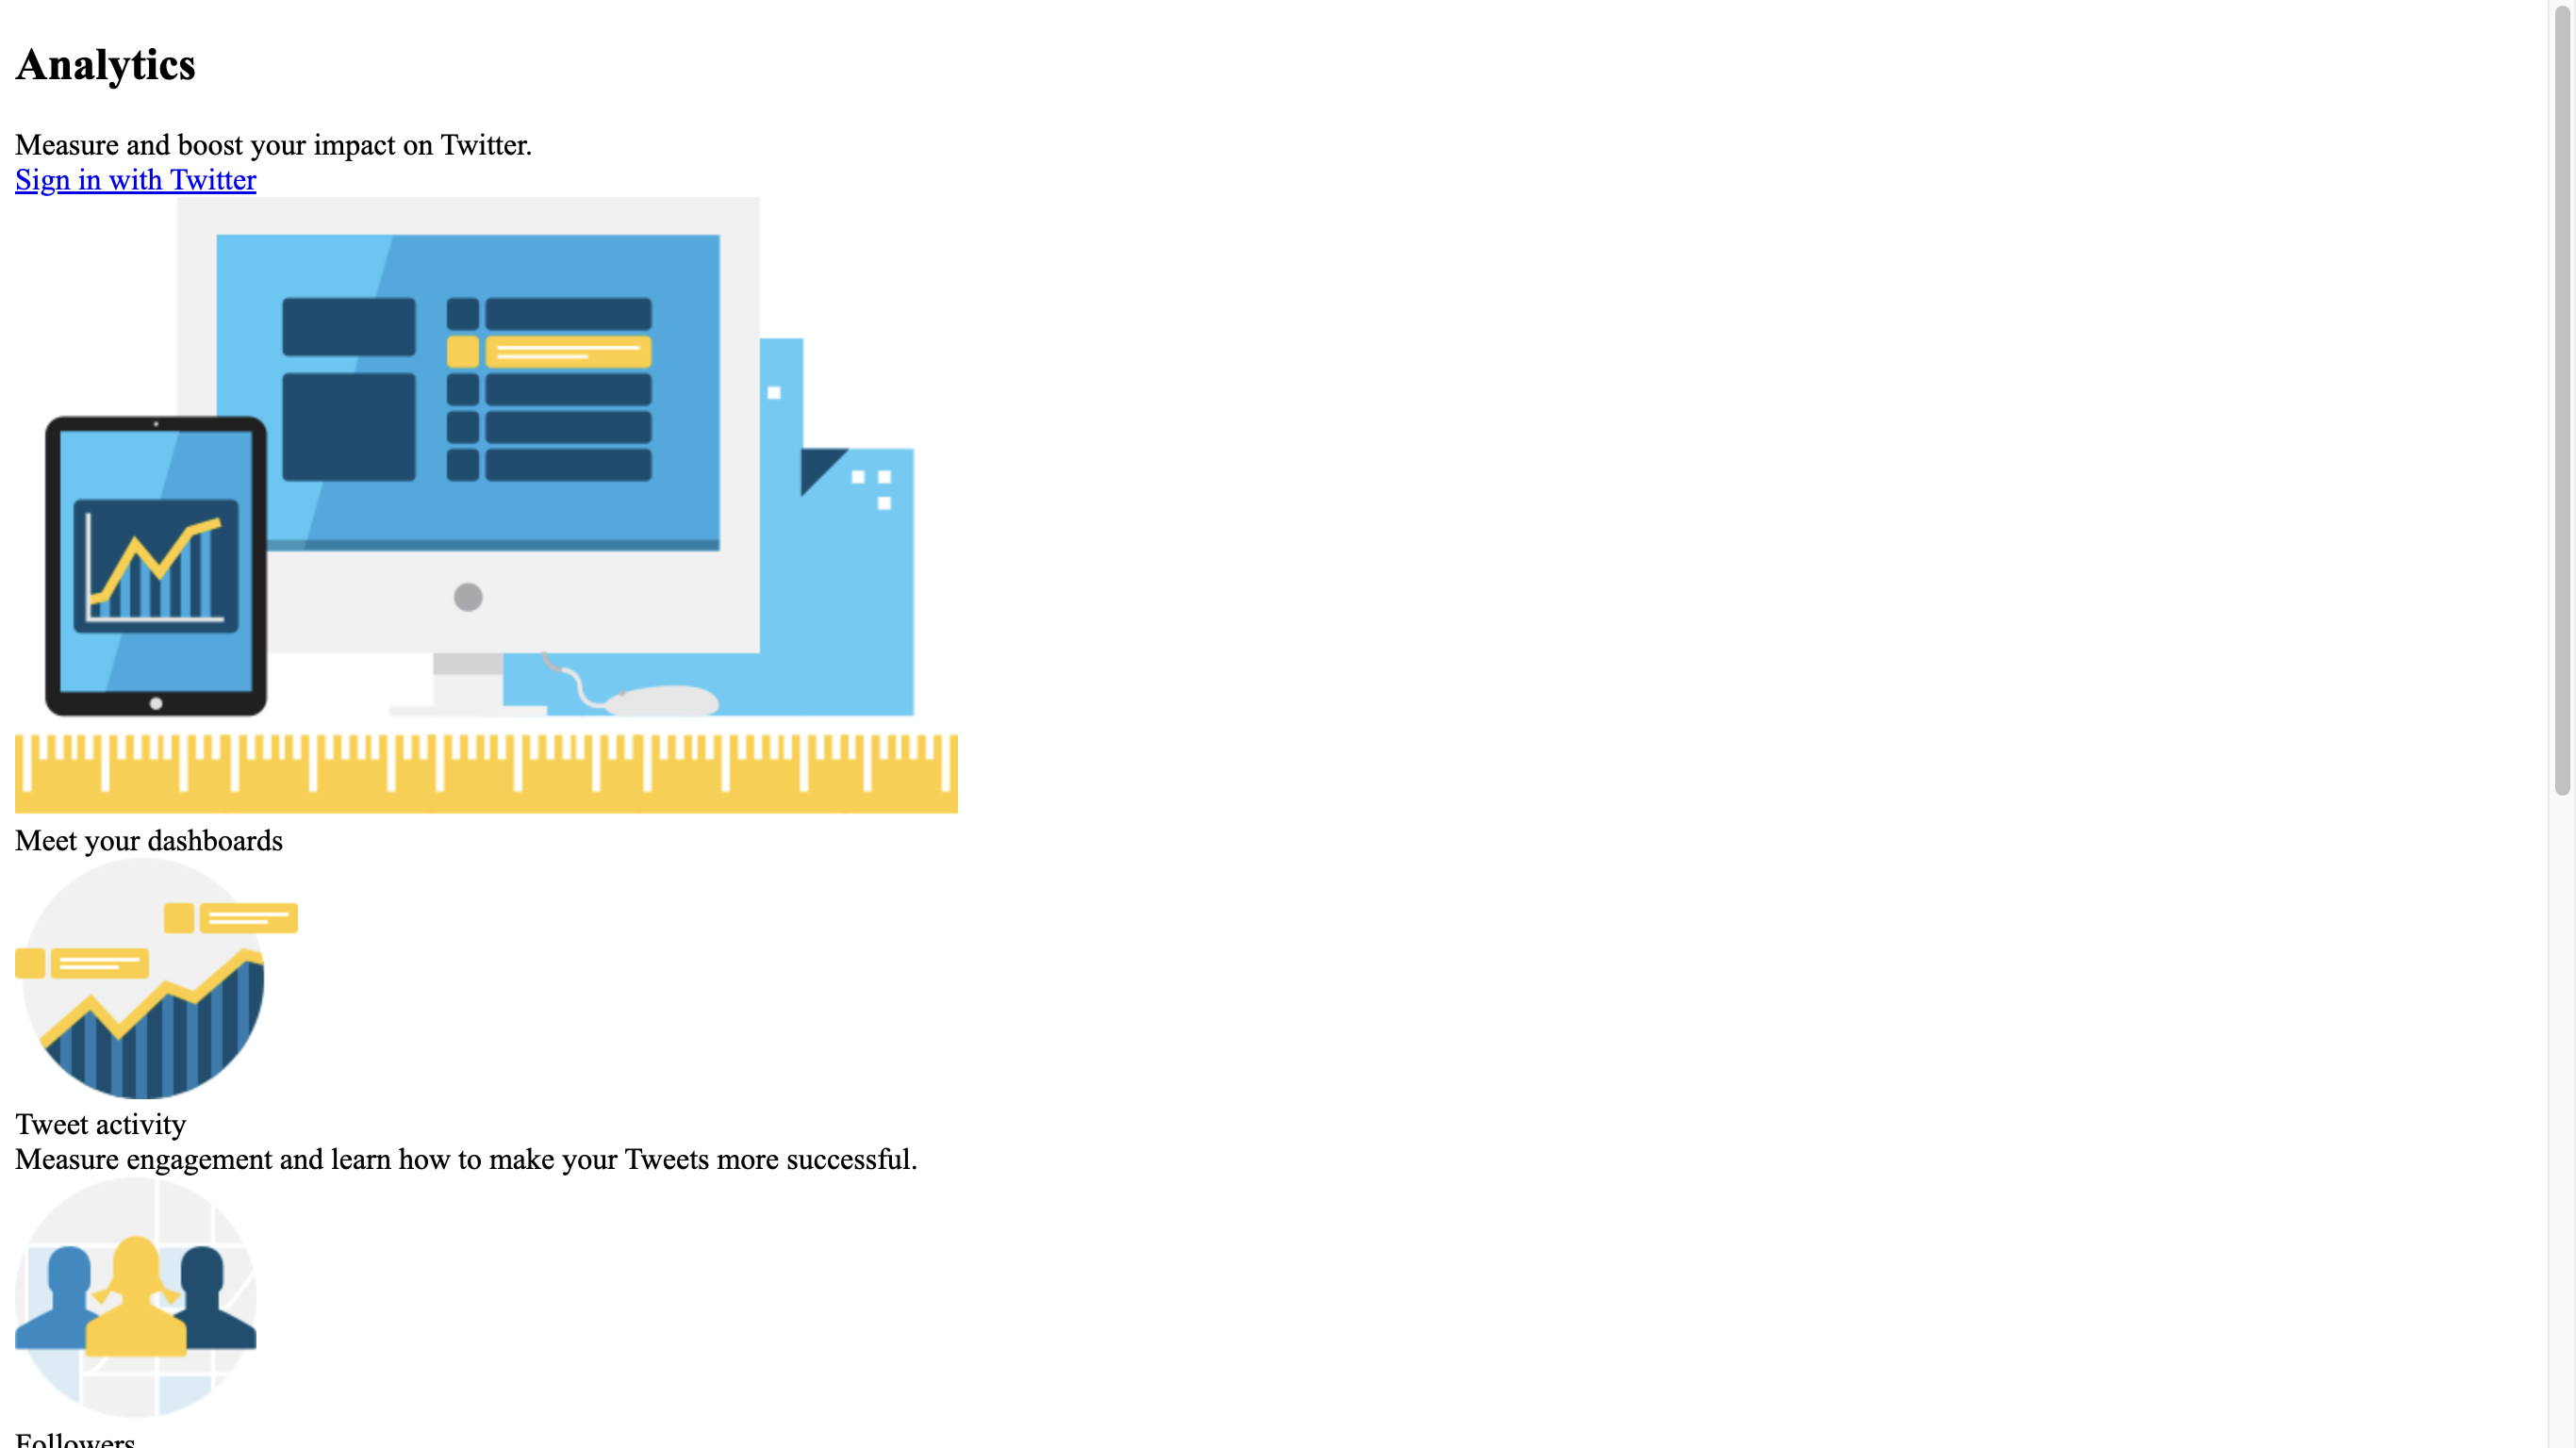 Analytics
Measure and boost your impact on Twitter.
Sign in with Twitter
Meet your dashboards
Tweet activity
Measure engagement and learn how to make your Tweets more successful.
Followers